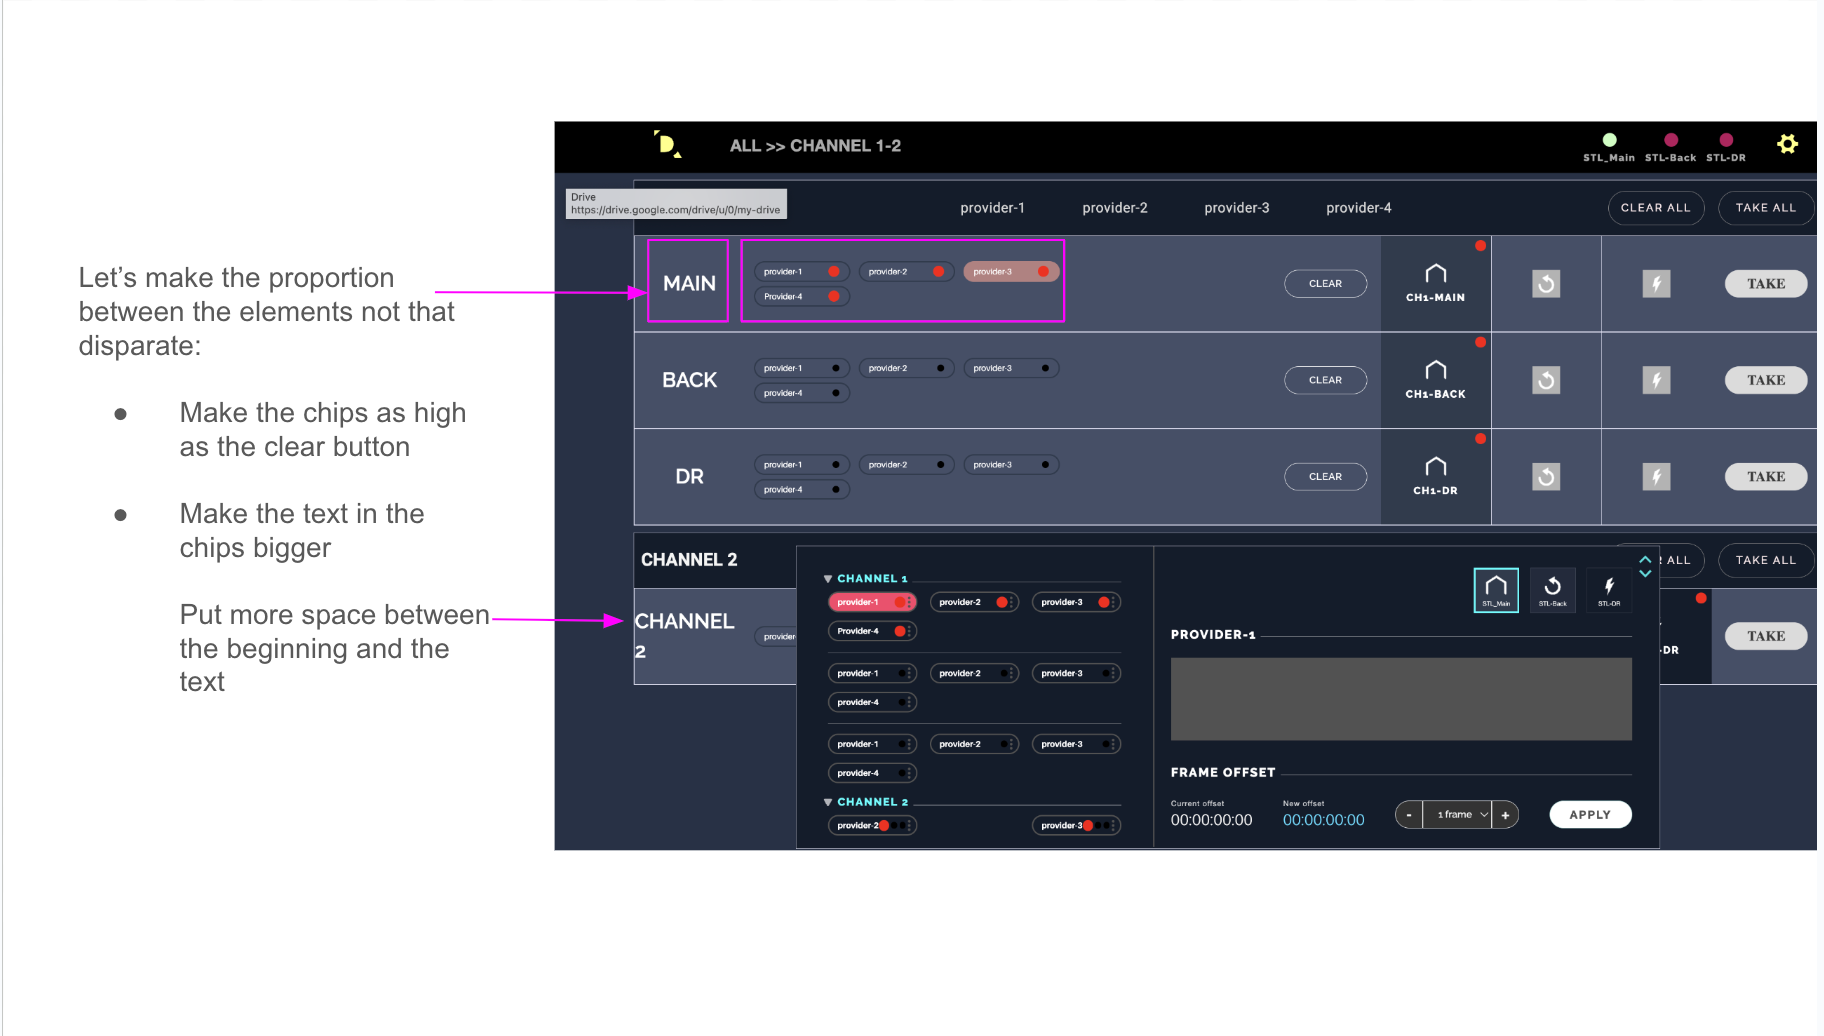 Let's make the proportion
between the elements not that
disparate:
● Make the chips as high
as the clear button
● Make the text in the
chips bigger
Put more space between
the beginning and the
text
D
ALL >> CHANNEL 1-2
STL_Main STL-Back STL-DR
Drive
https://drive.google.com/drive/u/0/my-drive
provider-1 provider-2 provider-3 provider-4 CLEAR ALL TAKE ALL
MAIN
provider-1 provider-2 provider-3
Provider-4
CLEAR
CH1-MAIN
TAKE
BACK
provider-1 provider-2 provider-3
provider-4
CLEAR
CH1-BACK
TAKE
DR
provider-1 provider-2 provider-3
provider-4
CLEAR
CH1-DR
TAKE
CHANNEL 2
R ALL TAKE ALL
CHANNEL
2
provider-
-DR
TAKE
CHANNEL 1
provider-1 provider-2 provider-3
Provider-4
provider-1 provider-2 provider-3
provider-4
provider-1 provider-2 provider-3
provider-4
CHANNEL 2
provider-2 provider-3
STL_Main STL-Back STL-DR
PROVIDER-1
FRAME OFFSET
Current offset New offset
00:00:00:00 00:00:00:00
- 1 frame +
APPLY